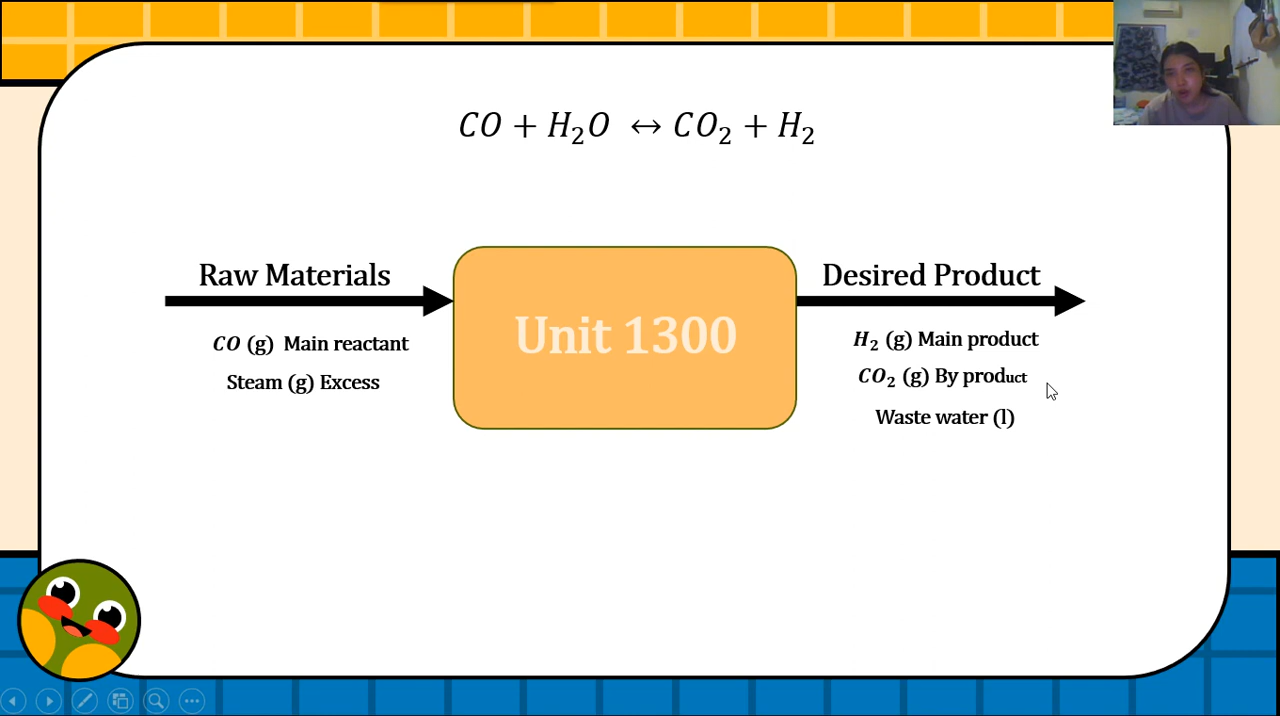 CO + H₂O ↔ CO₂ + H₂
Raw Materials
CO (g) Main reactant
Steam (g) Excess
Unit 1300
Desired Product
H₂ (g) Main product
CO₂ (g) By product
Waste water (l)